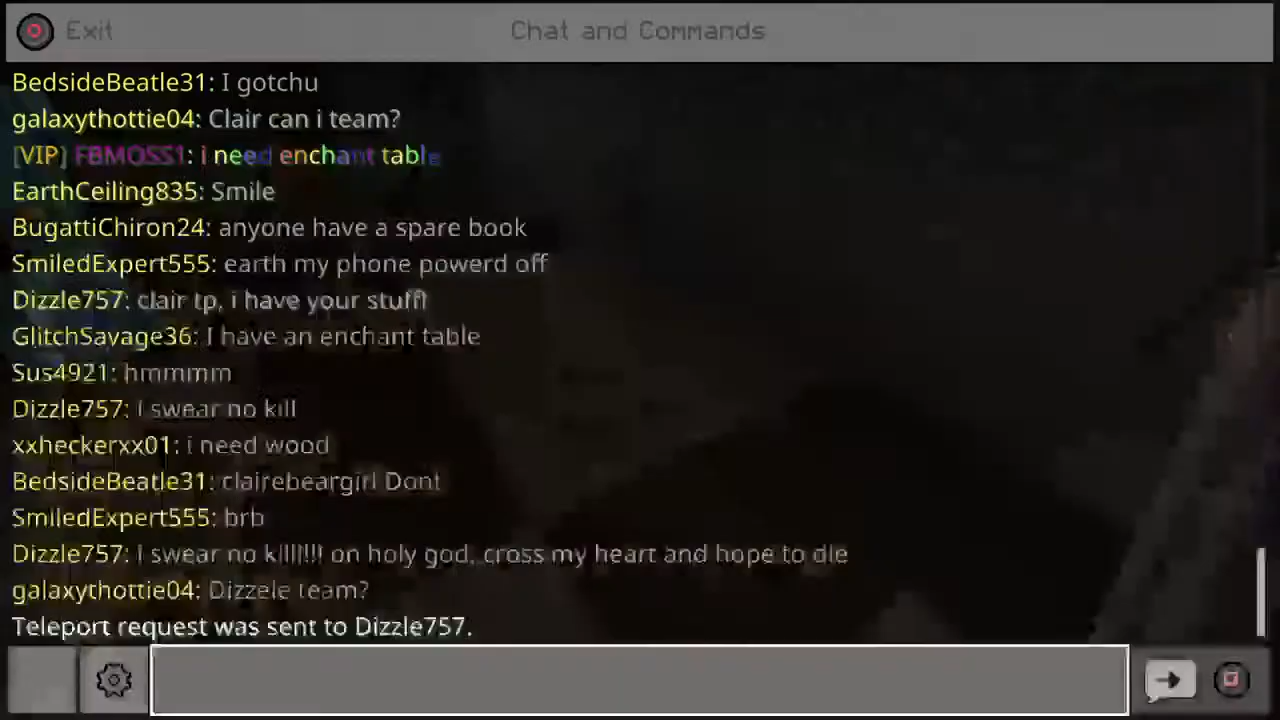 Exit
Chat and Commands
BedsideBeatle31: I gotchu
galaxythottie04: Clair can i team?
[VIP] FBMOSS1: i need enchant table
EarthCeiling835: Smile
BugattiChiron24: anyone have a spare book
SmiledExpert555: earth my phone powerd off
Dizzle757: clair tp, i have your stuff!
GlitchSavage36: I have an enchant table
Sus4921: hmmmm
Dizzle757: I swear no kill
xxheckerxx01: i need wood
BedsideBeatle31: clairebeargirl Dont
SmiledExpert555: brb
Dizzle757: I swear no kill!!!! on holy god, cross my heart and hope to die
galaxythottie04: Dizzele team?
Teleport request was sent to Dizzle757.